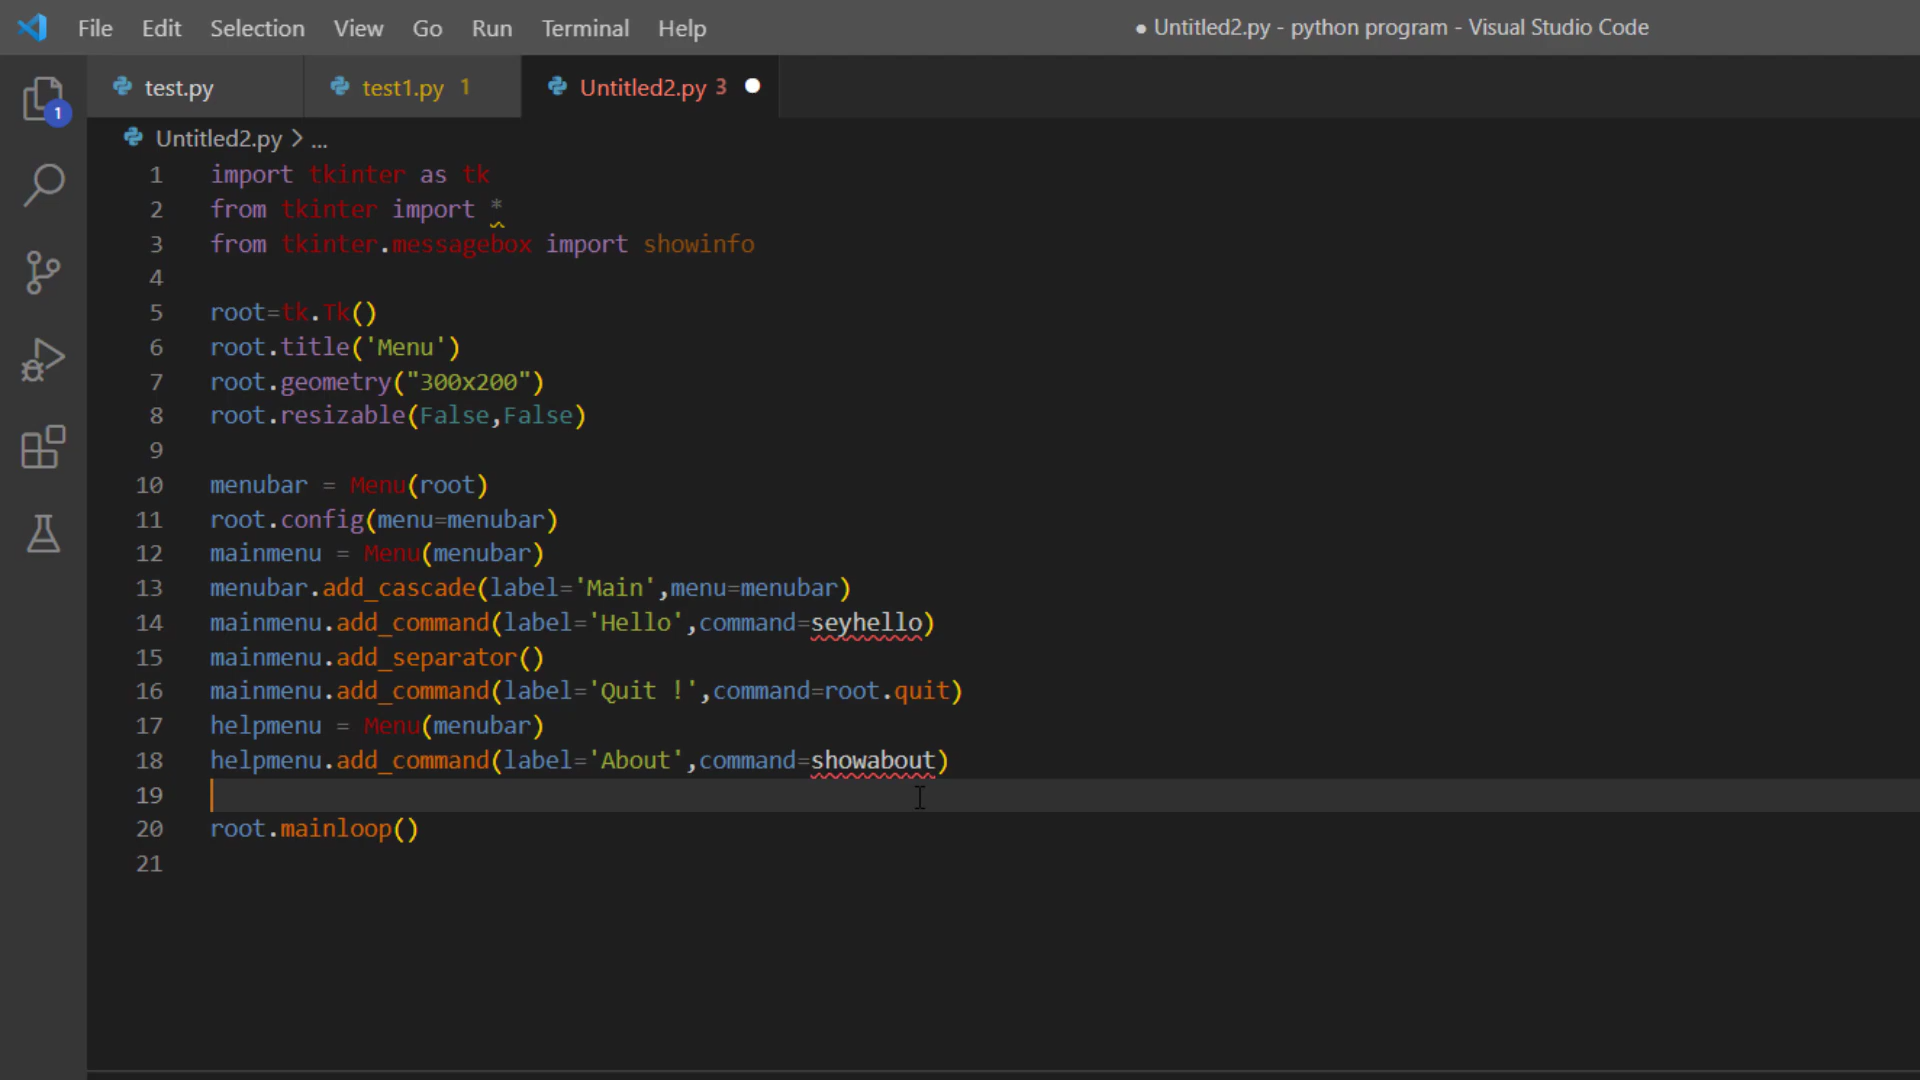 File Edit Selection View Go Run Terminal Help ● Untitled2.py - python program - Visual Studio Code
test.py test1.py 1 Untitled2.py 3 ●
1
Untitled2.py > ...
1 import tkinter as tk
2 from tkinter import *
3 from tkinter.messagebox import showinfo
4
5 root=tk.Tk()
6 root.title('Menu')
7 root.geometry("300x200")
8 root.resizable(False,False)
9
10 menubar = Menu(root)
11 root.config(menu=menubar)
12 mainmenu = Menu(menubar)
13 menubar.add_cascade(label='Main',menu=menubar)
14 mainmenu.add_command(label='Hello',command=seyhello)
15 mainmenu.add_separator()
16 mainmenu.add_command(label='Quit !',command=root.quit)
17 helpmenu = Menu(menubar)
18 helpmenu.add_command(label='About',command=showabout)
19
20 root.mainloop()
21